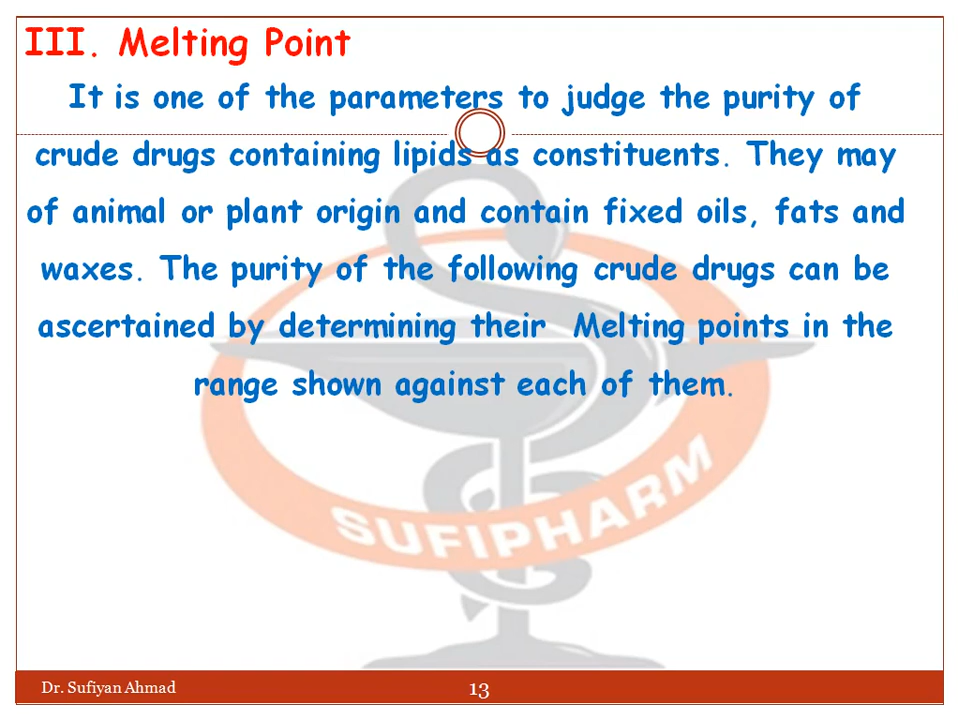 III. Melting Point
It is one of the parameters to judge the purity of
crude drugs containing lipids as constituents. They may
of animal or plant origin and contain fixed oils, fats and
waxes. The purity of the following crude drugs can be
ascertained by determining their Melting points in the
range shown against each of them.
SUFIPHARM
Dr. Sufiyan Ahmad
13